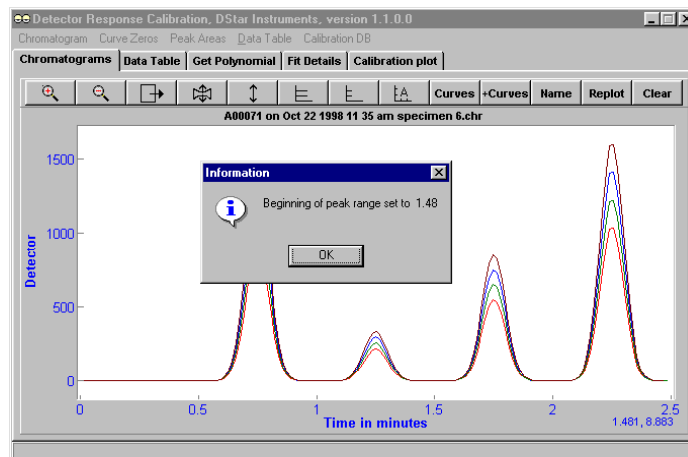 Detector Response Calibration, DStar Instruments, version 1.1.0.0
Chromatogram Curve Zeros Peak Areas Data Table Calibration DB
Chromatograms Data Table Get Polynomial Fit Details Calibration plot
Curves +Curves Name Replot Clear
A00071 on Oct 22 1998 11 35 am specimen 6.chr
1500
1000
500
0
Detector
Information
Beginning of peak range set to 1.48
OK
0 0.5 1 1.5 2 2.5
Time in minutes
1.481, 8.883